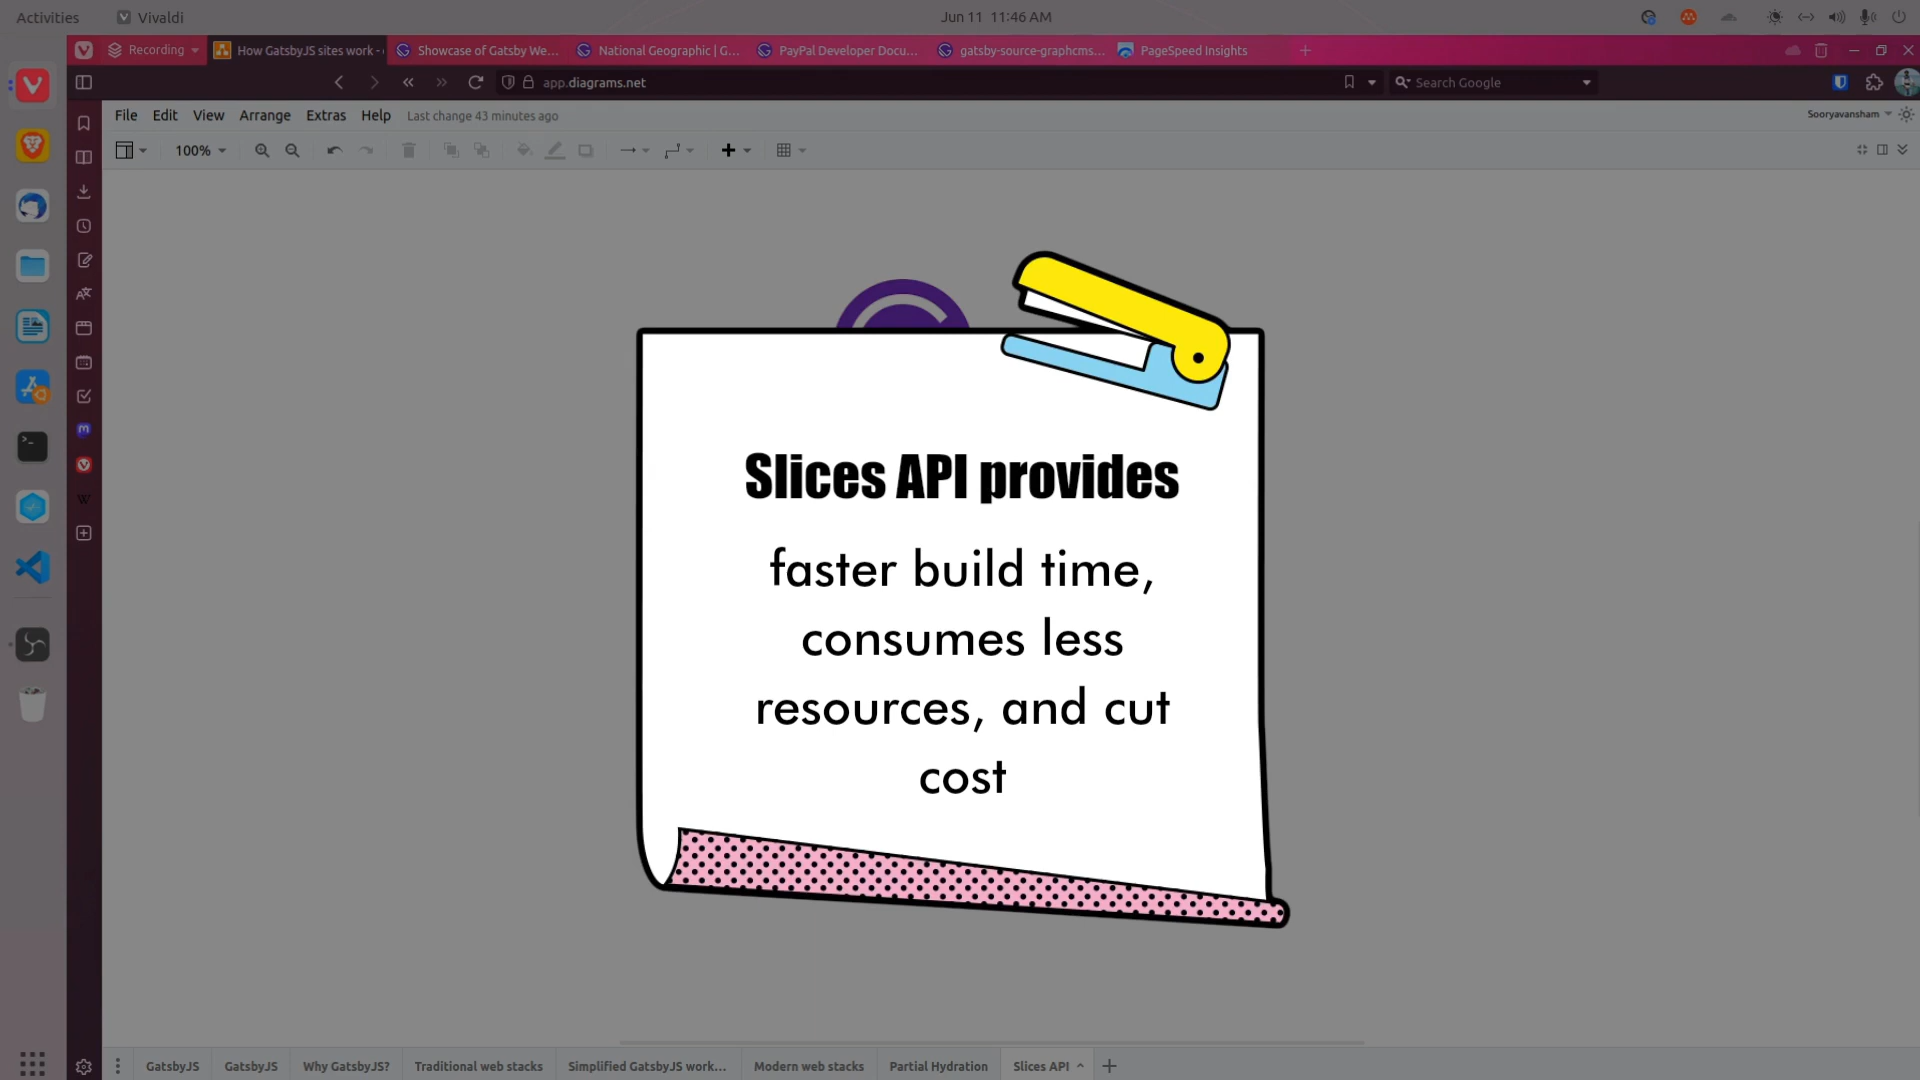 Activities
Vivaldi
Jun 11 11:46 AM
Recording
How GatsbyJS sites work -
Showcase of Gatsby We...
National Geographic | G...
PayPal Developer Docu...
gatsby-source-graphcms...
PageSpeed Insights
app.diagrams.net
Search Google
File Edit View Arrange Extras Help
Last change 43 minutes ago
Sooryavansham
100%
Slices API provides
faster build time,
consumes less
resources, and cut
cost
GatsbyJS
GatsbyJS
Why GatsbyJS?
Traditional web stacks
Simplified GatsbyJS work...
Modern web stacks
Partial Hydration
Slices API